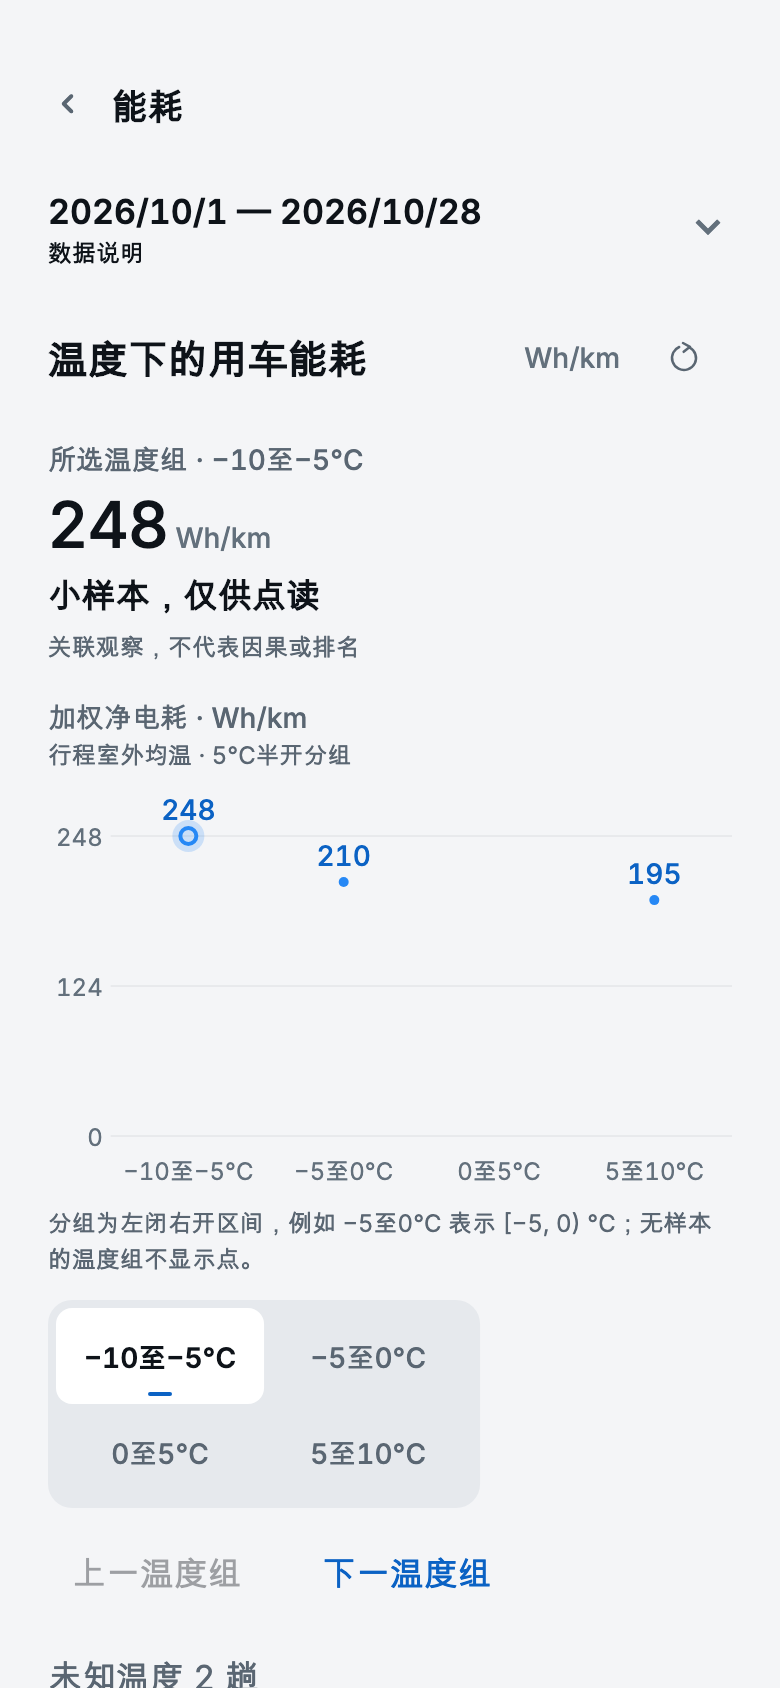 能耗
2026/10/1 — 2026/10/28
数据说明
温度下的用车能耗 Wh/km
所选温度组 · −10至−5°C
248 Wh/km
小样本，仅供点读
关联观察，不代表因果或排名
加权净电耗 · Wh/km
行程室外均温 · 5°C半开分组
248
210
195
248
124
0
−10至−5°C −5至0°C 0至5°C 5至10°C
分组为左闭右开区间，例如 −5至0°C 表示 [−5, 0) °C；无样本
的温度组不显示点。
−10至−5°C −5至0°C
0至5°C 5至10°C
上一温度组 下一温度组
未知温度 2 趟